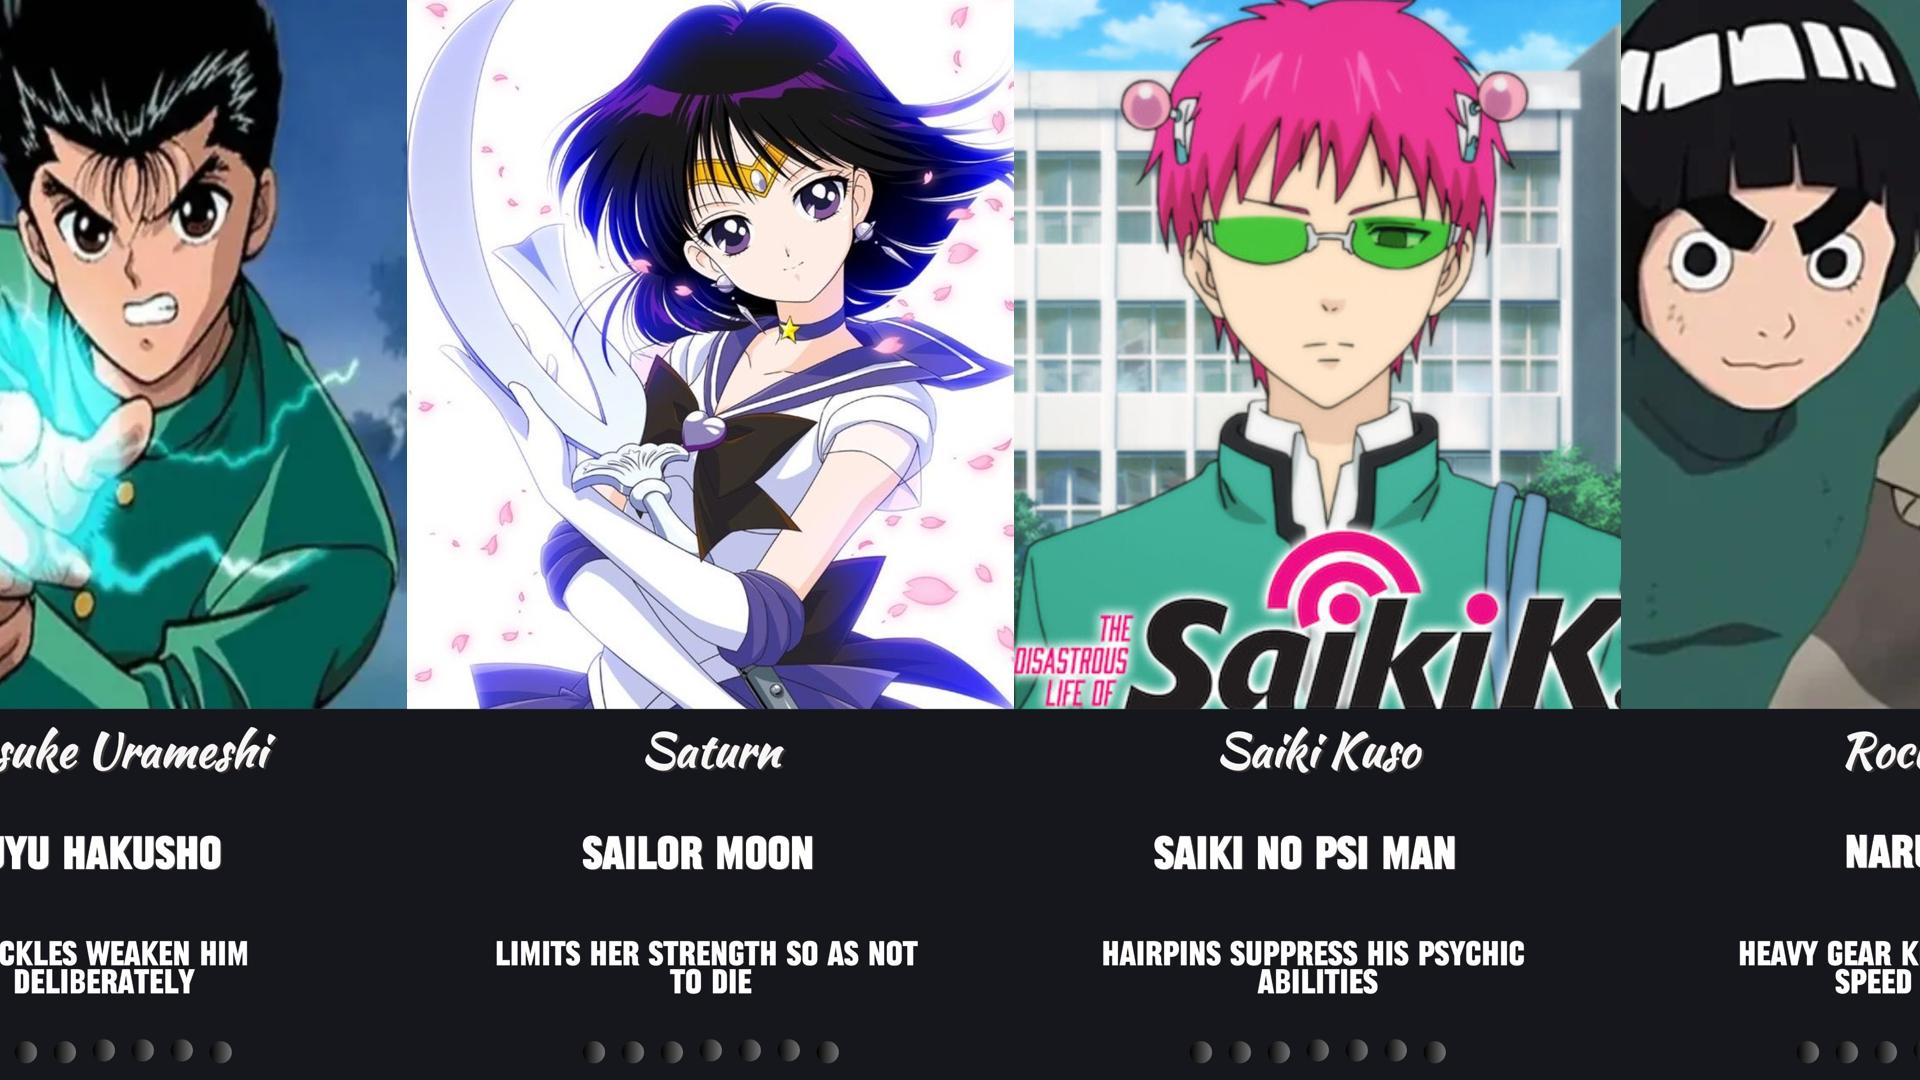 THE
DISASTROUS
LIFE OF
Saiki K.
suke Urameshi
YU HAKUSHO
CKLES WEAKEN HIM
DELIBERATELY
Saturn
SAILOR MOON
LIMITS HER STRENGTH SO AS NOT
TO DIE
Saiki Kuso
SAIKI NO PSI MAN
HAIRPINS SUPPRESS HIS PSYCHIC
ABILITIES
Roc
NARU
HEAVY GEAR K
SPEED